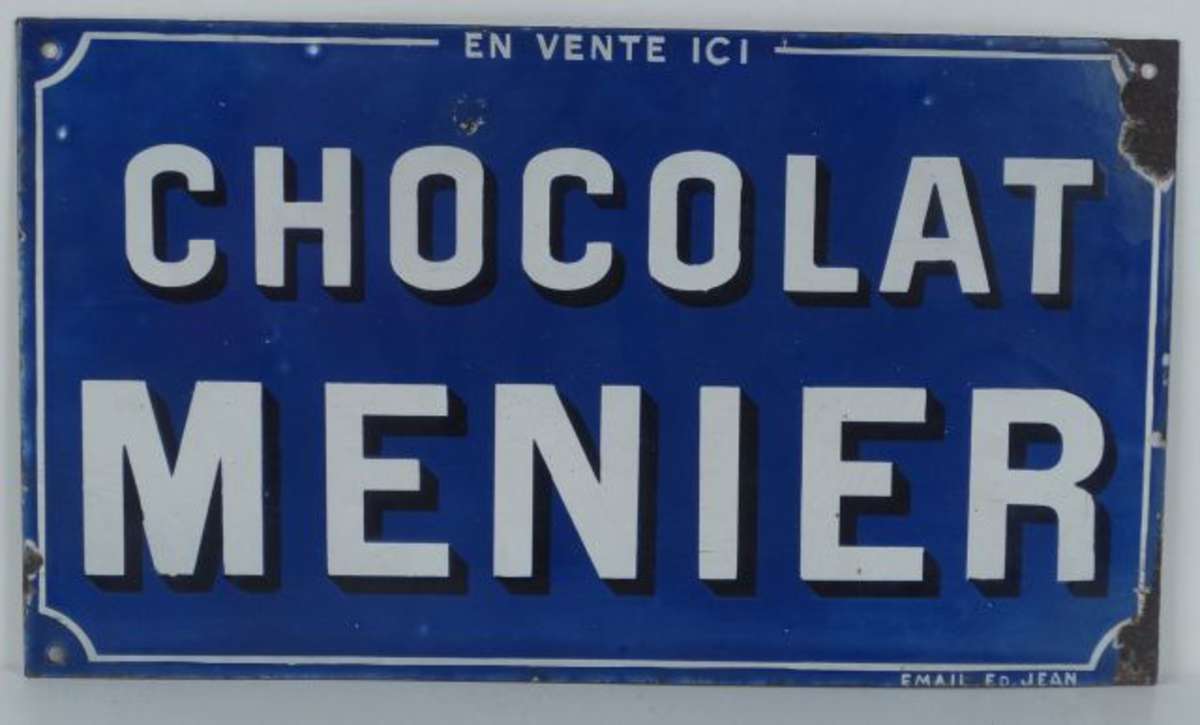 EN VENTE ICI
CHOCOLAT
MENIER
EMAIL ED. JEAN